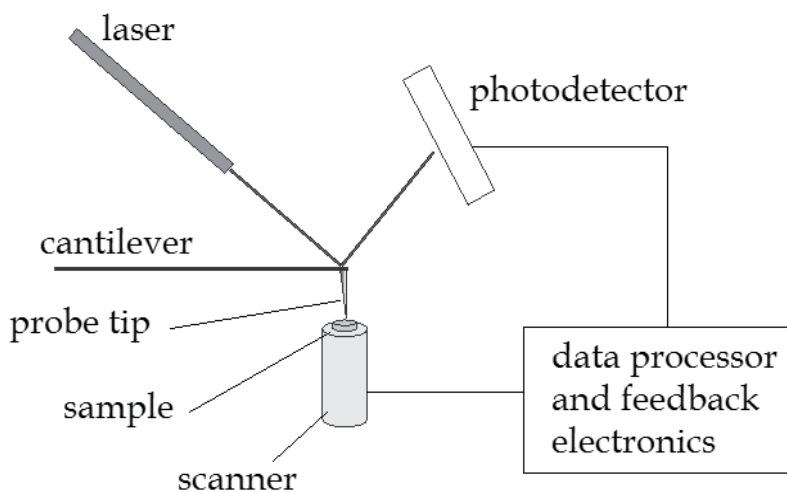 laser
photodetector
cantilever
probe tip
sample
scanner
data processor
and feedback
electronics